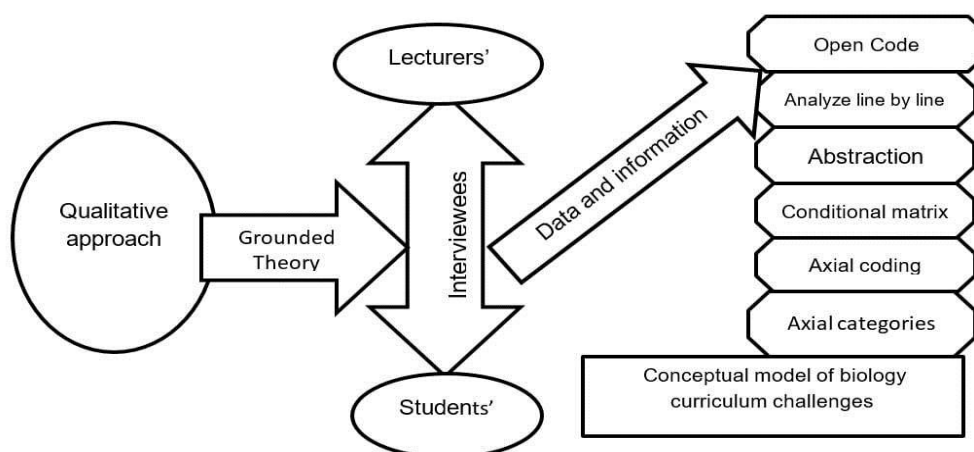 Qualitative
approach
Grounded
Theory
Lecturers’
Interviewees
Students’
Data and information
Open Code
Analyze line by line
Abstraction
Conditional matrix
Axial coding
Axial categories
Conceptual model of biology
curriculum challenges